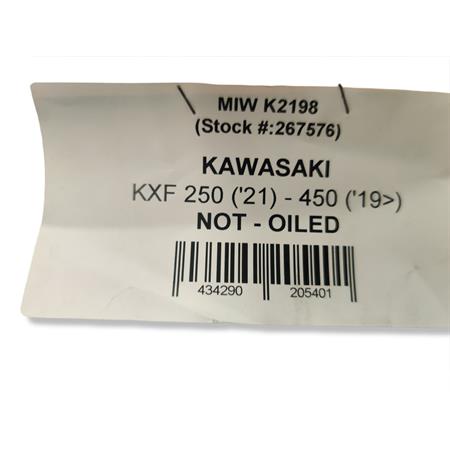 MIW K2198
(Stock #:267576)
KAWASAKI
KXF 250 ('21) - 450 ('19>)
NOT - OILED
434290 205401